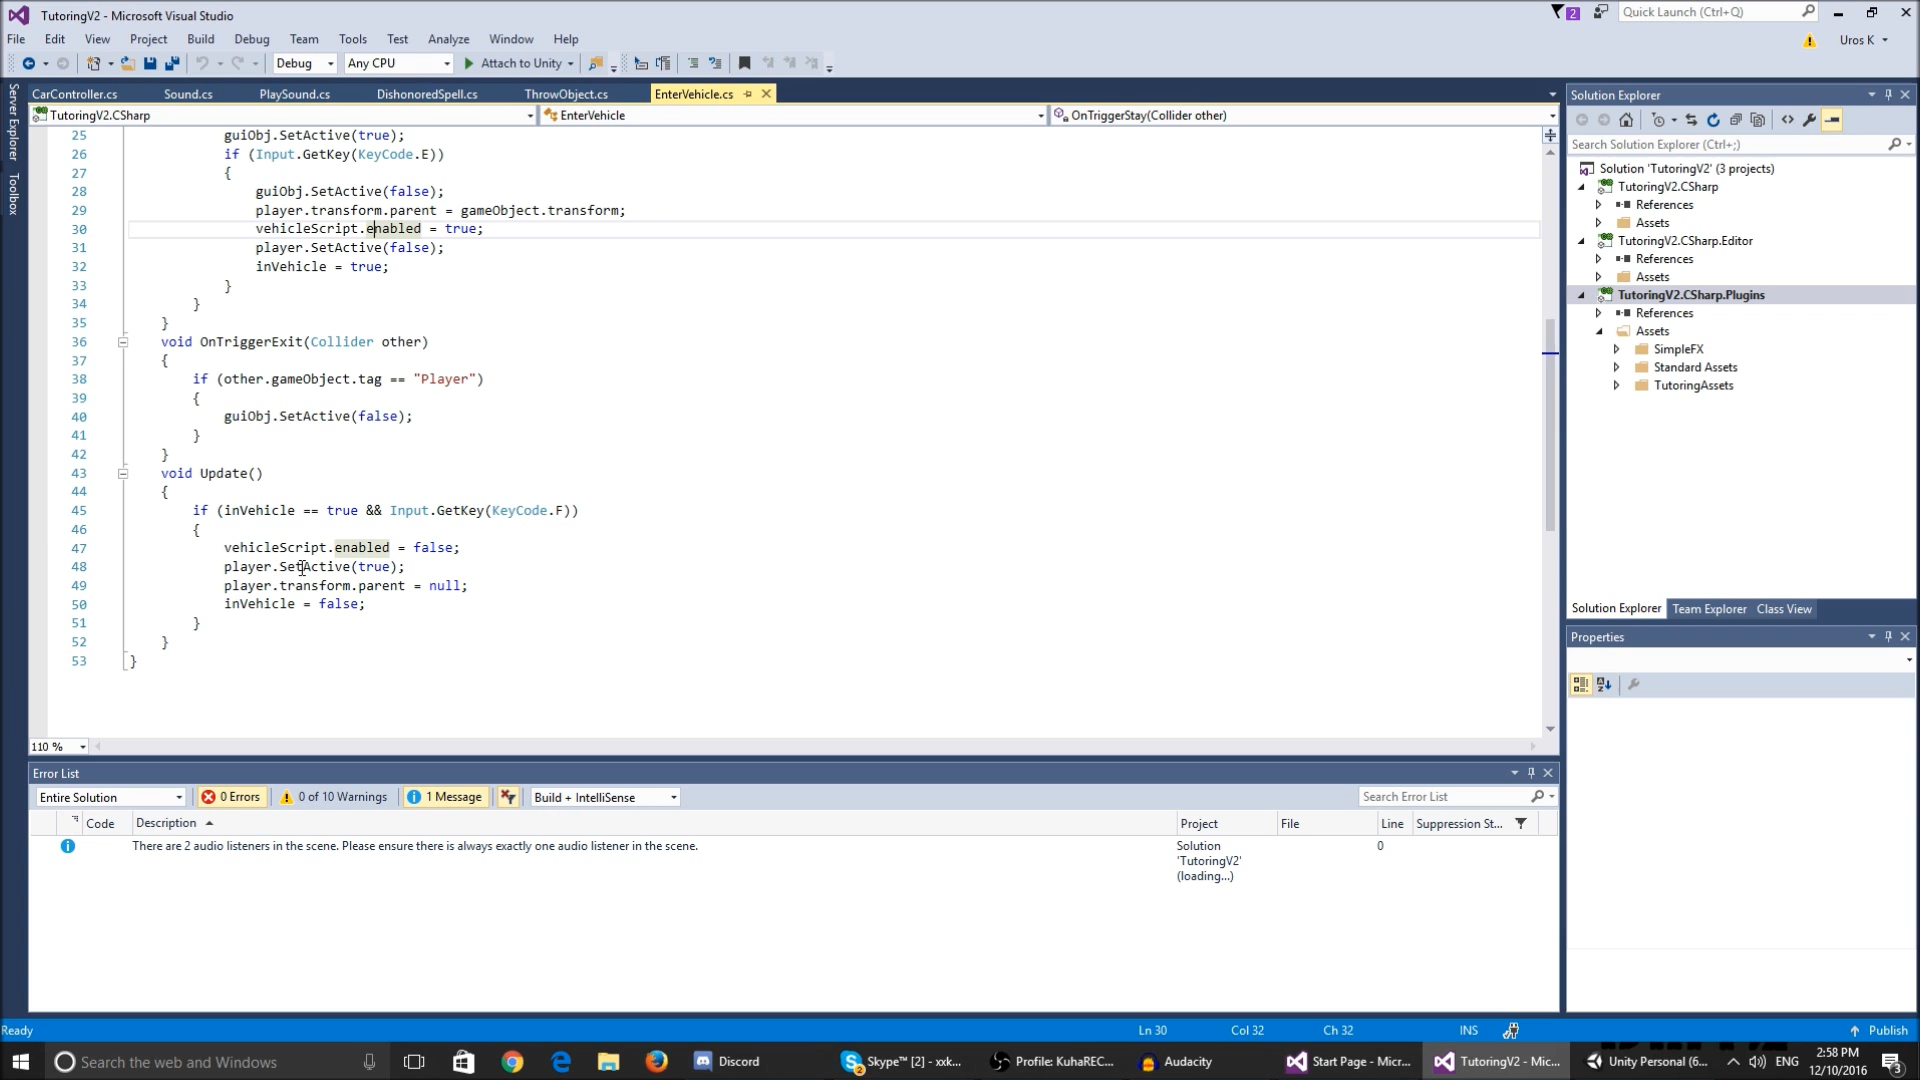 TutoringV2 - Microsoft Visual Studio
2
Quick Launch (Ctrl+Q)
File Edit View Project Build Debug Team Tools Test Analyze Window Help
Uros K
Debug Any CPU Attach to Unity
Server Explorer
Toolbox
CarController.cs Sound.cs PlaySound.cs DishonoredSpell.cs ThrowObject.cs EnterVehicle.cs
TutoringV2.CSharp EnterVehicle OnTriggerStay(Collider other)
25 guiObj.SetActive(true);
26 if (Input.GetKey(KeyCode.E))
27 {
28 guiObj.SetActive(false);
29 player.transform.parent = gameObject.transform;
30 vehicleScript.enabled = true;
31 player.SetActive(false);
32 inVehicle = true;
33 }
34 }
35 }
36 void OnTriggerExit(Collider other)
37 {
38 if (other.gameObject.tag == "Player")
39 {
40 guiObj.SetActive(false);
41 }
42 }
43 void Update()
44 {
45 if (inVehicle == true && Input.GetKey(KeyCode.F))
46 {
47 vehicleScript.enabled = false;
48 player.SetActive(true);
49 player.transform.parent = null;
50 inVehicle = false;
51 }
52 }
53 }
110 %
Solution Explorer
Search Solution Explorer (Ctrl+;)
Solution 'TutoringV2' (3 projects)
TutoringV2.CSharp
References
Assets
TutoringV2.CSharp.Editor
References
Assets
TutoringV2.CSharp.Plugins
References
Assets
SimpleFX
Standard Assets
TutoringAssets
Solution Explorer Team Explorer Class View
Properties
Error List
Entire Solution 0 Errors 0 of 10 Warnings 1 Message Build + IntelliSense Search Error List
Code Description Project File Line Suppression St...
There are 2 audio listeners in the scene. Please ensure there is always exactly one audio listener in the scene. Solution 0
'TutoringV2'
(loading...)
Ready Ln 30 Col 32 Ch 32 INS Publish
Search the web and Windows Discord Skype™ [2] - xxk... Profile: KuhaREC... Audacity Start Page - Micr... TutoringV2 - Mic... Unity Personal (6... ENG 2:58 PM
12/10/2016
2
3